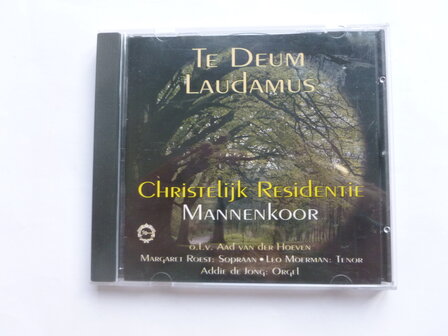 Te Deum
Laudamus
Christelijk Residentie
Mannenkoor
o.l.v. Aad van der Hoeven
Margaret Roest: Sopraan • Leo Moerman: Tenor
Addie de Jong: Orgel